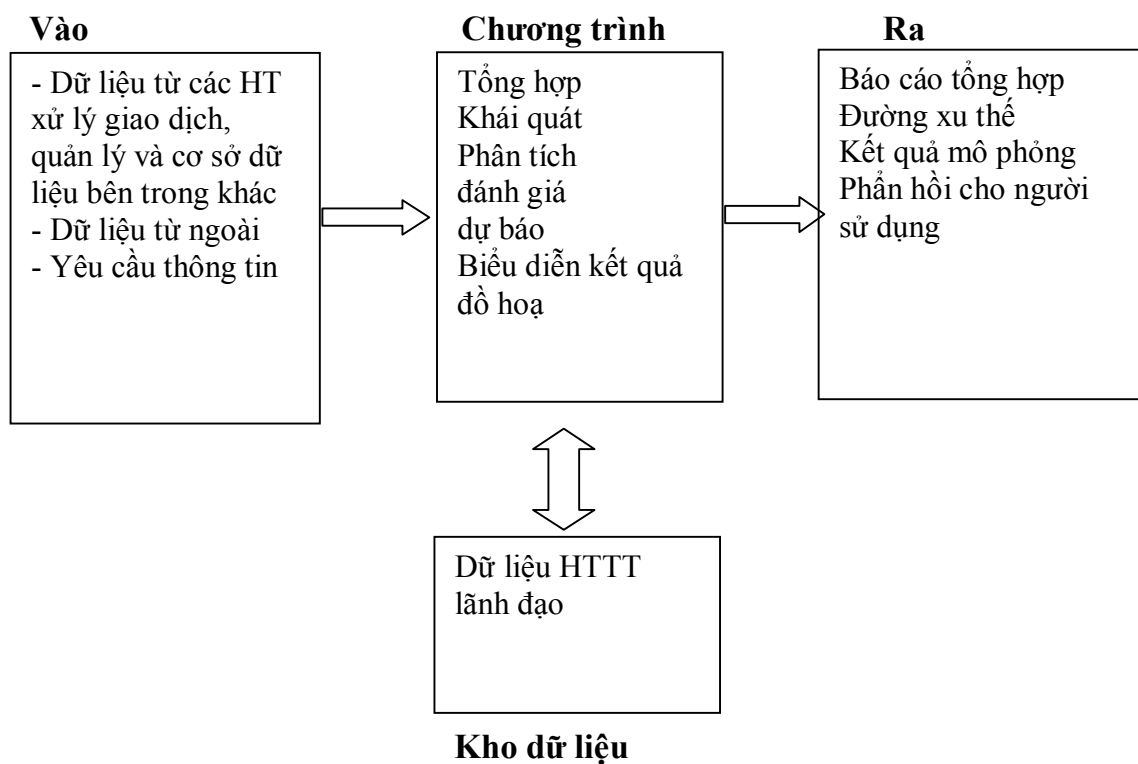 Vào
- Dữ liệu từ các HT
xử lý giao dịch,
quản lý và cơ sở dữ
liệu bên trong khác
- Dữ liệu từ ngoài
- Yêu cầu thông tin
Chương trình
Tổng hợp
Khái quát
Phân tích
đánh giá
dự báo
Biểu diễn kết quả
đồ hoạ
Ra
Báo cáo tổng hợp
Đường xu thế
Kết quả mô phỏng
Phẩn hồi cho người
sử dụng
Dữ liệu HTTT
lãnh đạo
Kho dữ liệu